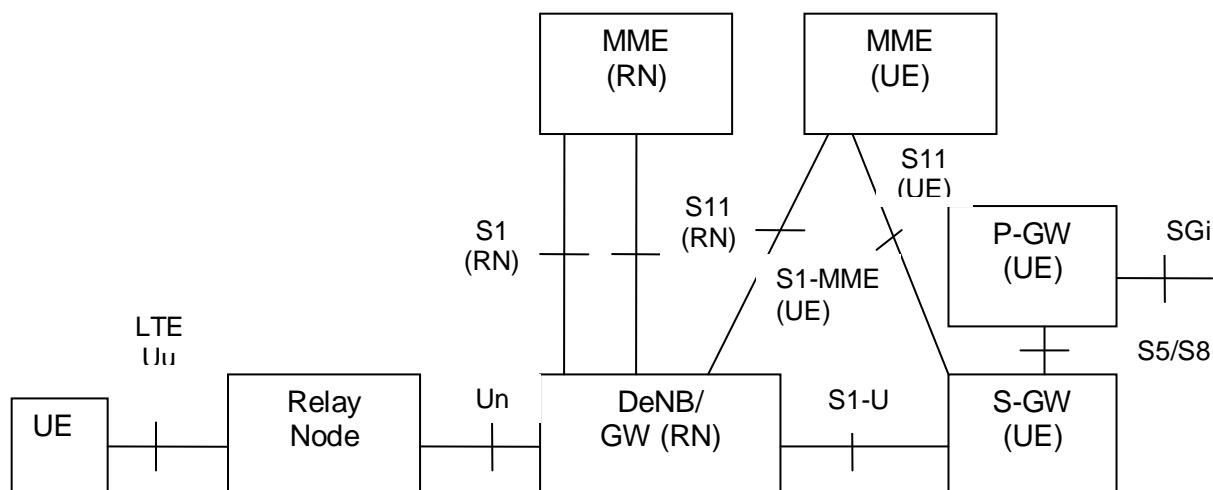 MME
(RN)
MME
(UE)
S11
(UE)
S1
(RN)
S11
(RN)
P-GW
(UE)
SGi
S1-MME
(UE)
LTE
Uu
S5/S8
UE
Relay
Node
Un
DeNB/
GW (RN)
S1-U
S-GW
(UE)